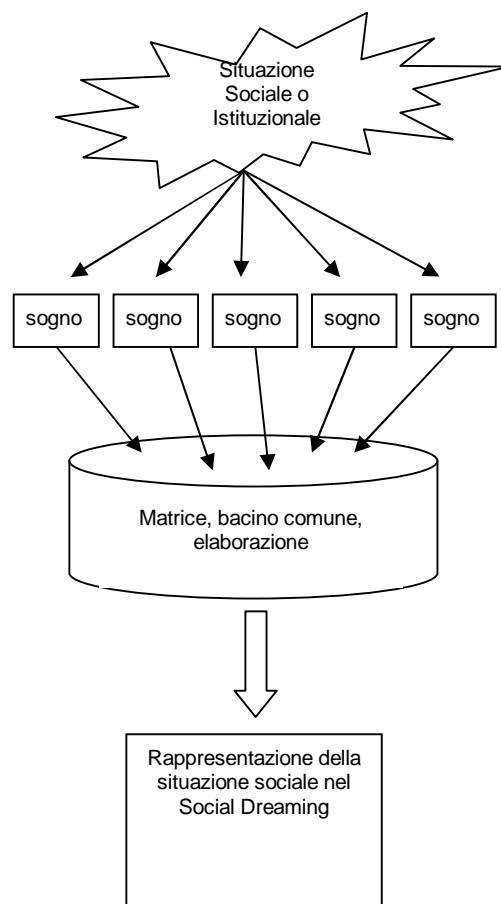 Situazione
Sociale o
Istituzionale
sogno sogno sogno sogno sogno
Matrice, bacino comune,
elaborazione
Rappresentazione della
situazione sociale nel
Social Dreaming